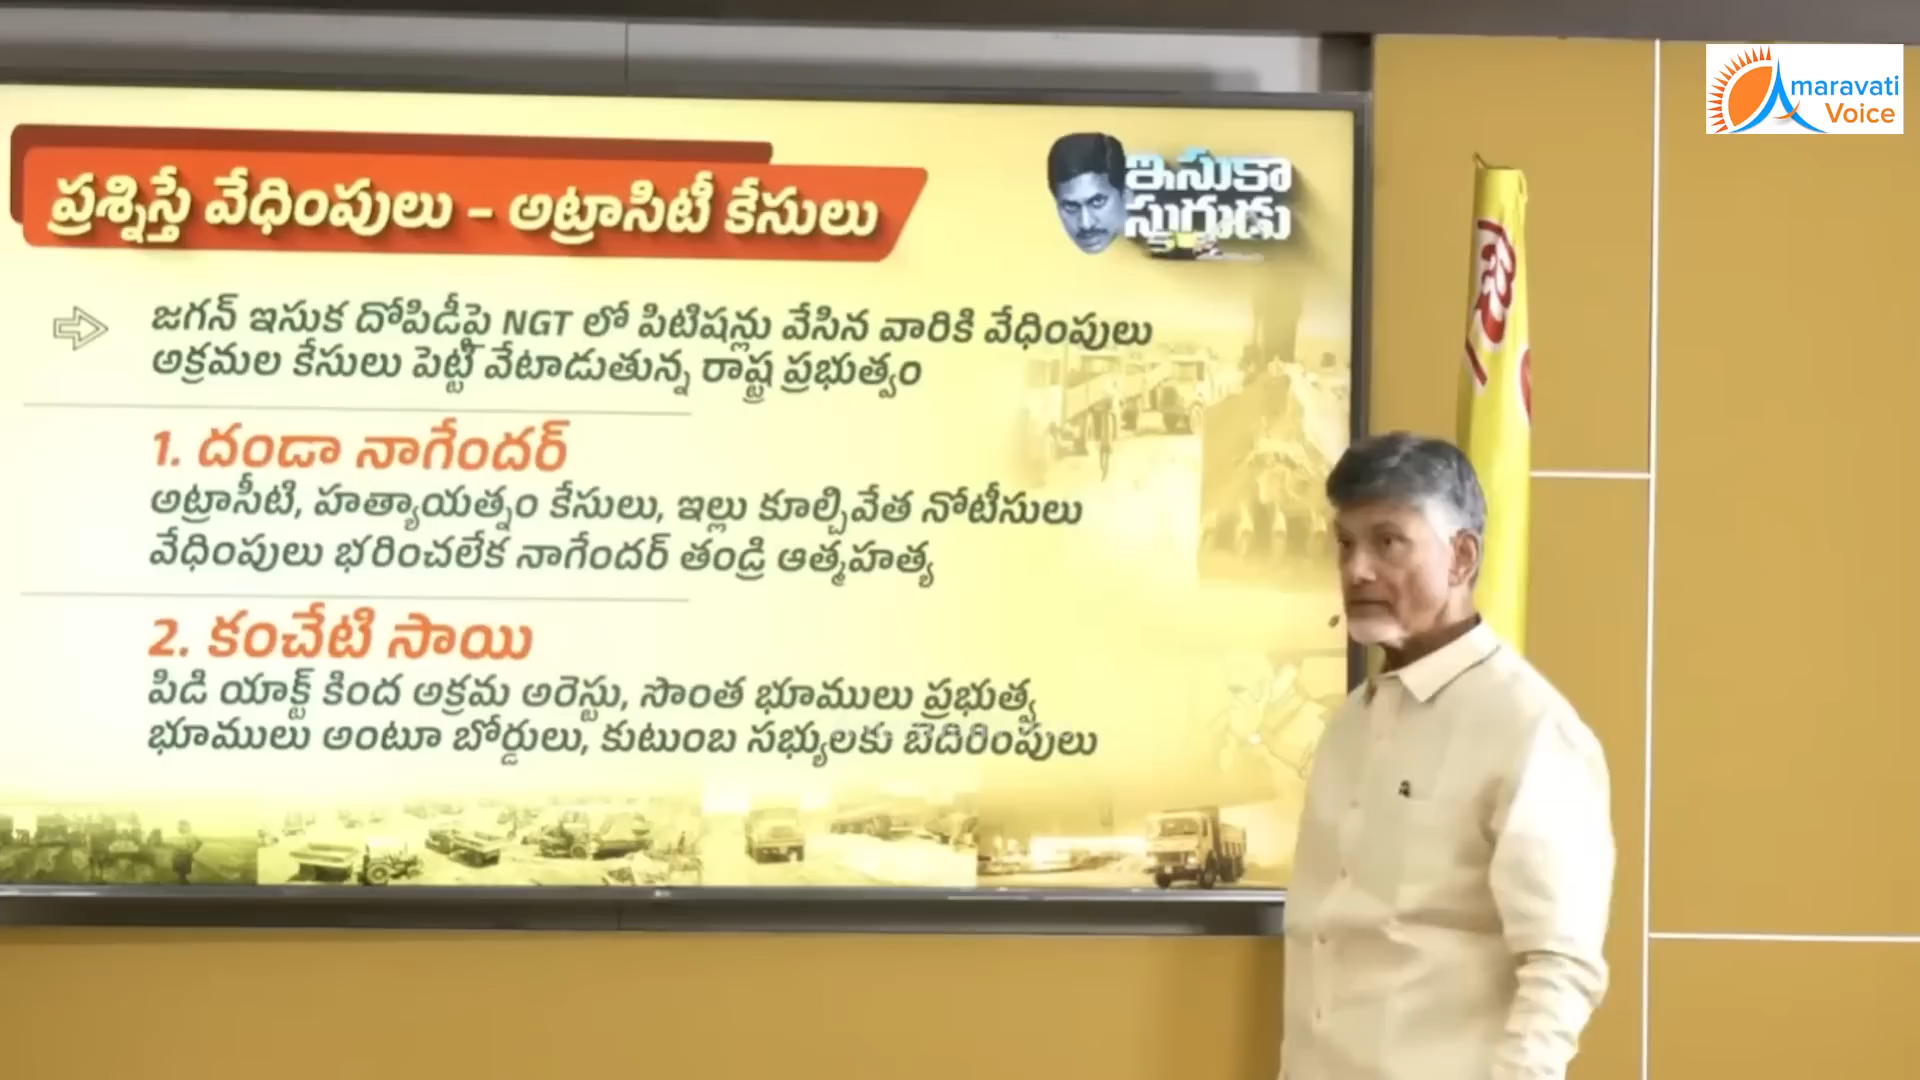 maravati
Voice
ప్రశ్నిస్తే వేధింపులు - అట్రాసిటీ కేసులు
ఇసుకా
సురుడు
జగన్ ఇసుక దోపిడీపై NGT లో పిటిషన్లు వేసిన వారికి వేధింపులు
అక్రమల కేసులు పెట్టి వేటాడుతున్న రాష్ట్ర ప్రభుత్వం
1. దండా నాగేందర్
అట్రాసీటి, హత్యాయత్నం కేసులు, ఇల్లు కూల్చివేత నోటీసులు
వేధింపులు భరించలేక నాగేందర్ తండ్రి ఆత్మహత్య
2. కంచేటి సాయి
పిడి యాక్ట్ కింద అక్రమ అరెస్టు, సొంత భూములు ప్రభుత్వ
భూములు అంటూ బోర్డులు, కుటుంబ సభ్యులకు బెదిరింపులు